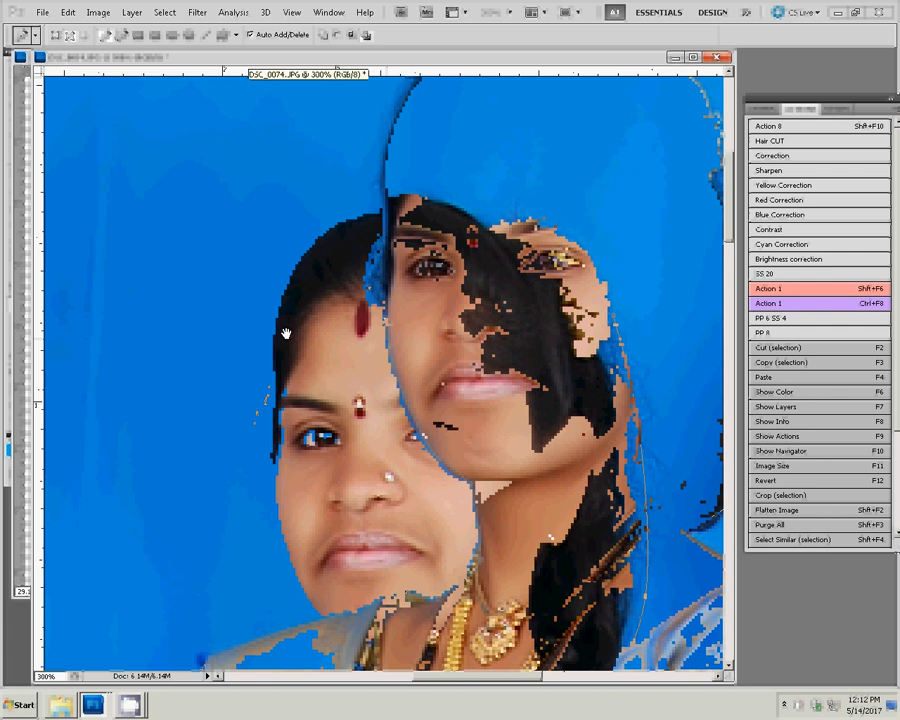 File Edit Image Layer Select Filter Analysis 3D View Window Help
ESSENTIALS DESIGN CS Live
Auto Add/Delete
DSC_0074.JPG @ 300% (RGB/8) *
Action 8 Shft+F10
Hair CUT
Correction
Sharpen
Yellow Correction
Red Correction
Blue Correction
Contrast
Cyan Correction
Brightness correction
SS 20
Action 1 Shft+F6
Action 1 Ctrl+F8
PP 6 SS 4
PP 8
Cut (selection) F2
Copy (selection) F3
Paste F4
Show Color F6
Show Layers F7
Show Info F8
Show Actions F9
Show Navigator F10
Image Size F11
Revert F12
Crop (selection)
Flatten Image Shft+F2
Purge All Shft+F3
Select Similar (selection) Shft+F4
300% Doc: 6.14M/6.14M
Start
12:12 PM
5/14/2017